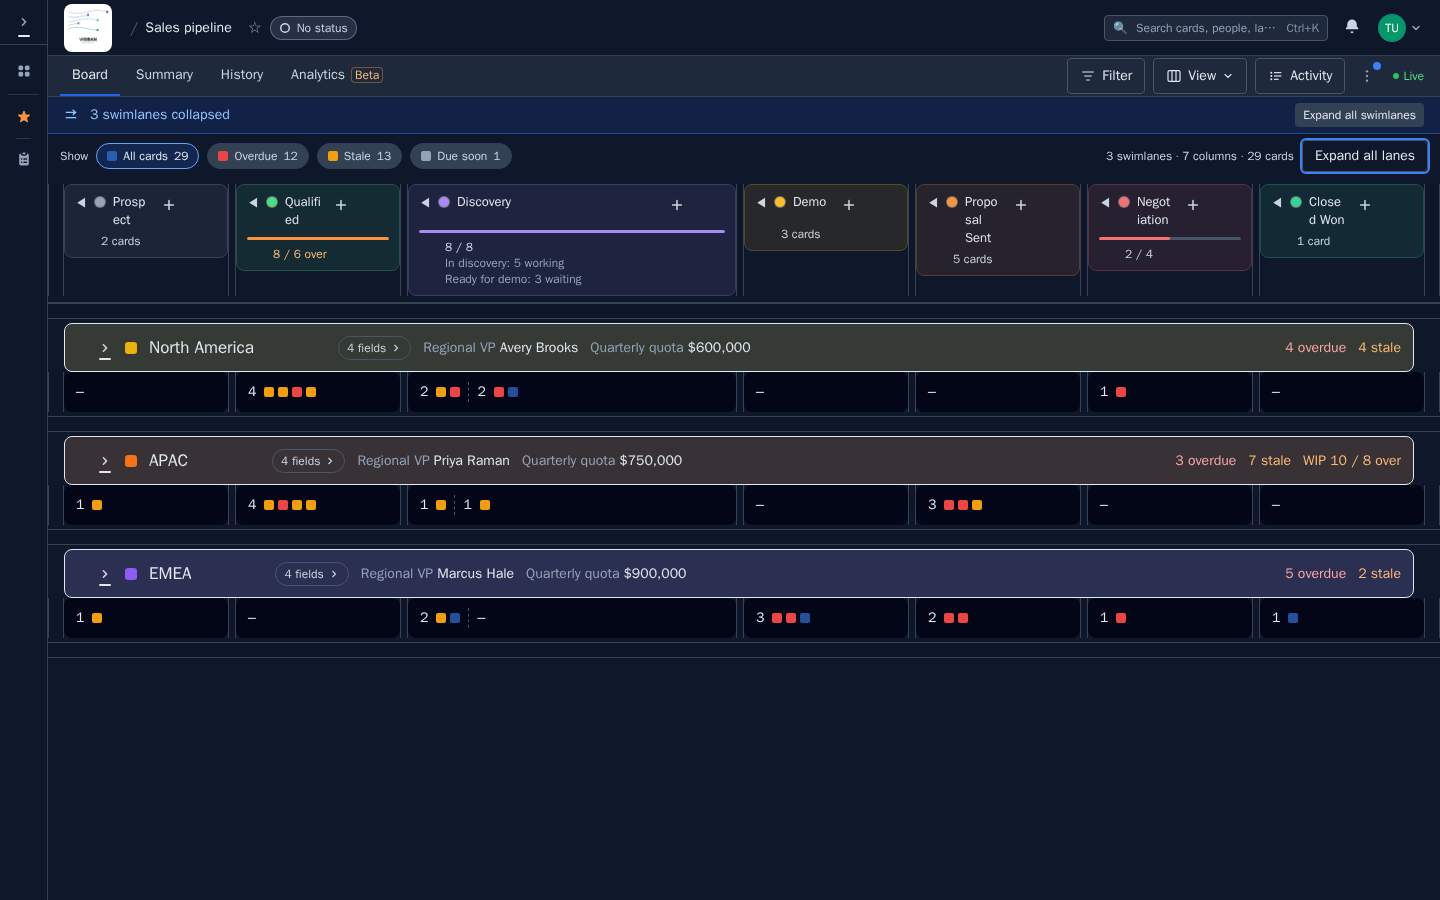 VISBAN
/ Sales pipeline ☆ No status
Search cards, people, la··· Ctrl+K
TU
Board Summary History Analytics Beta
Filter View Activity Live
3 swimlanes collapsed Expand all swimlanes
Show All cards 29 Overdue 12 Stale 13 Due soon 1
3 swimlanes · 7 columns · 29 cards Expand all lanes
Prosp
ect
2 cards
Qualifi
ed
8 / 6 over
Discovery
8 / 8
In discovery: 5 working
Ready for demo: 3 waiting
Demo
3 cards
Propo
sal
Sent
5 cards
Negot
iation
2 / 4
Close
d Won
1 card
North America 4 fields Regional VP Avery Brooks Quarterly quota $600,000 4 overdue 4 stale
– 4 2 2 – – 1 –
APAC 4 fields Regional VP Priya Raman Quarterly quota $750,000 3 overdue 7 stale WIP 10 / 8 over
1 4 1 1 – 3 – –
EMEA 4 fields Regional VP Marcus Hale Quarterly quota $900,000 5 overdue 2 stale
1 – 2 – 3 2 1 1